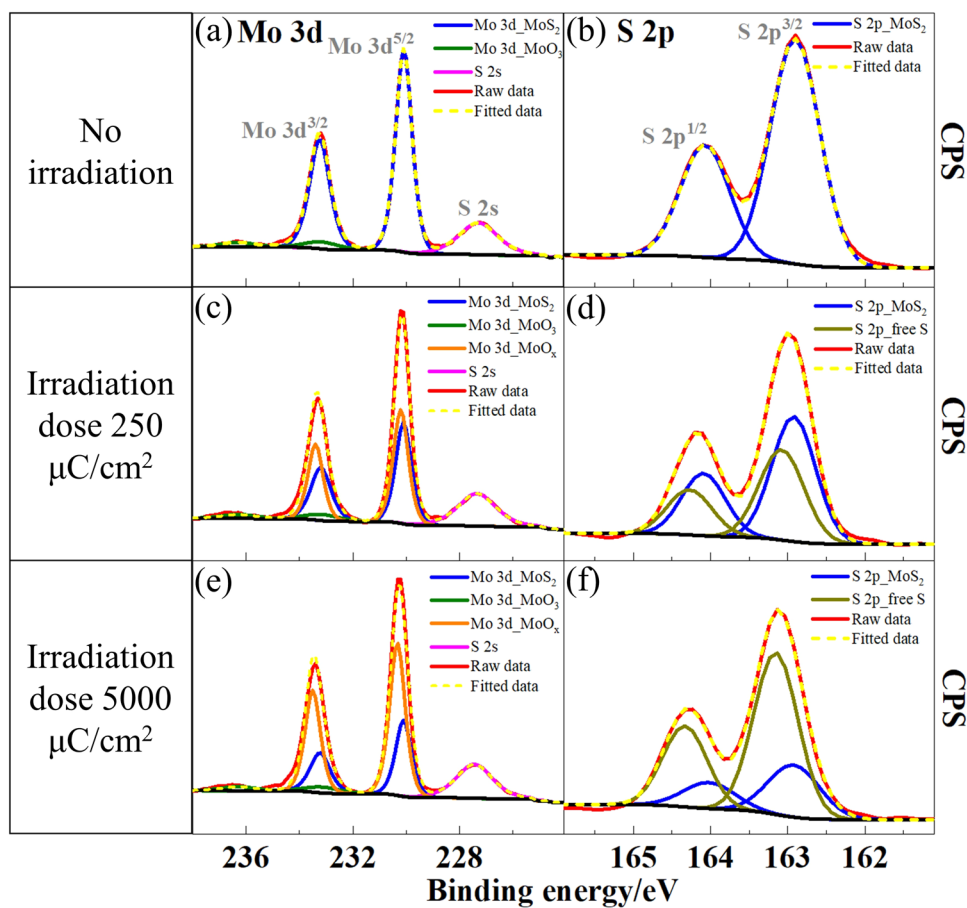 No
irradiation
(a) Mo 3d
Mo 3d^5/2
Mo 3d^3/2
S 2s
Mo 3d_MoS₂
Mo 3d_MoO₃
S 2s
Raw data
Fitted data
(b) S 2p
S 2p^3/2
S 2p^1/2
S 2p_MoS₂
Raw data
Fitted data
CPS
Irradiation
dose 250
μC/cm²
(c)
Mo 3d_MoS₂
Mo 3d_MoO₃
Mo 3d_MoOₓ
S 2s
Raw data
Fitted data
(d)
S 2p_MoS₂
S 2p_free S
Raw data
Fitted data
CPS
Irradiation
dose 5000
μC/cm²
(e)
Mo 3d_MoS₂
Mo 3d_MoO₃
Mo 3d_MoOₓ
S 2s
Raw data
Fitted data
(f)
S 2p_MoS₂
S 2p_free S
Raw data
Fitted data
CPS
236 232 228 165 164 163 162
Binding energy/eV